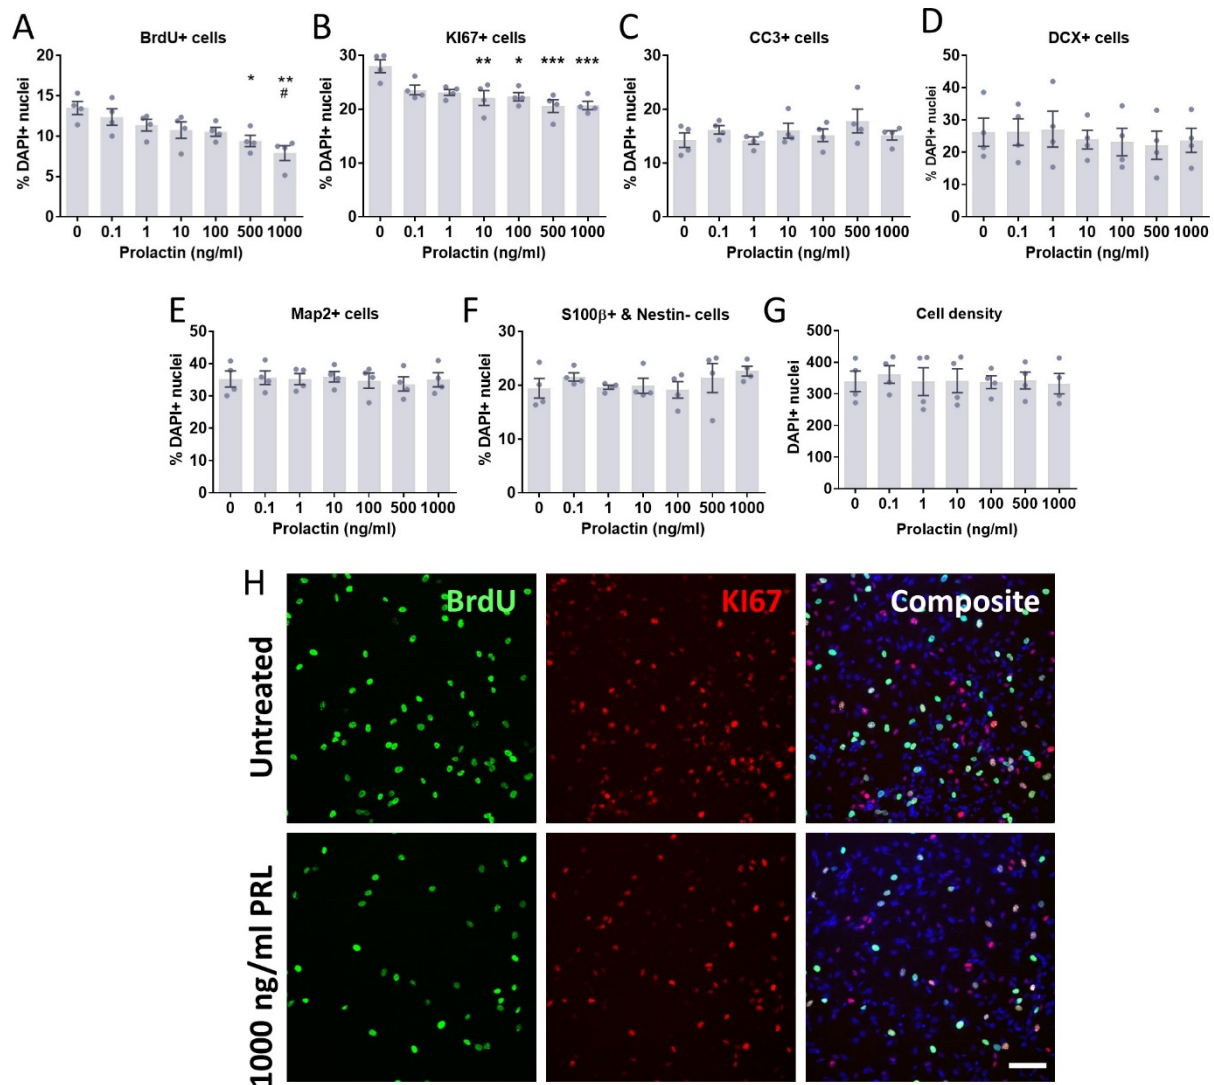 A
BrdU+ cells
% DAPI+ nuclei
20
15
10
5
0
*
**
#
0 0.1 1 10 100 500 1000
Prolactin (ng/ml)
B
KI67+ cells
% DAPI+ nuclei
30
20
10
0
** * *** ***
0 0.1 1 10 100 500 1000
Prolactin (ng/ml)
C
CC3+ cells
% DAPI+ nuclei
30
20
10
0
0 0.1 1 10 100 500 1000
Prolactin (ng/ml)
D
DCX+ cells
% DAPI+ nuclei
50
40
30
20
10
0
0 0.1 1 10 100 500 1000
Prolactin (ng/ml)
E
Map2+ cells
% DAPI+ nuclei
50
40
30
20
10
0
0 0.1 1 10 100 500 1000
Prolactin (ng/ml)
F
S100β+ & Nestin- cells
% DAPI+ nuclei
30
20
10
0
0 0.1 1 10 100 500 1000
Prolactin (ng/ml)
G
Cell density
DAPI+ nuclei
500
400
300
200
100
0
0 0.1 1 10 100 500 1000
Prolactin (ng/ml)
H
BrdU
KI67
Composite
Untreated
1000 ng/ml PRL